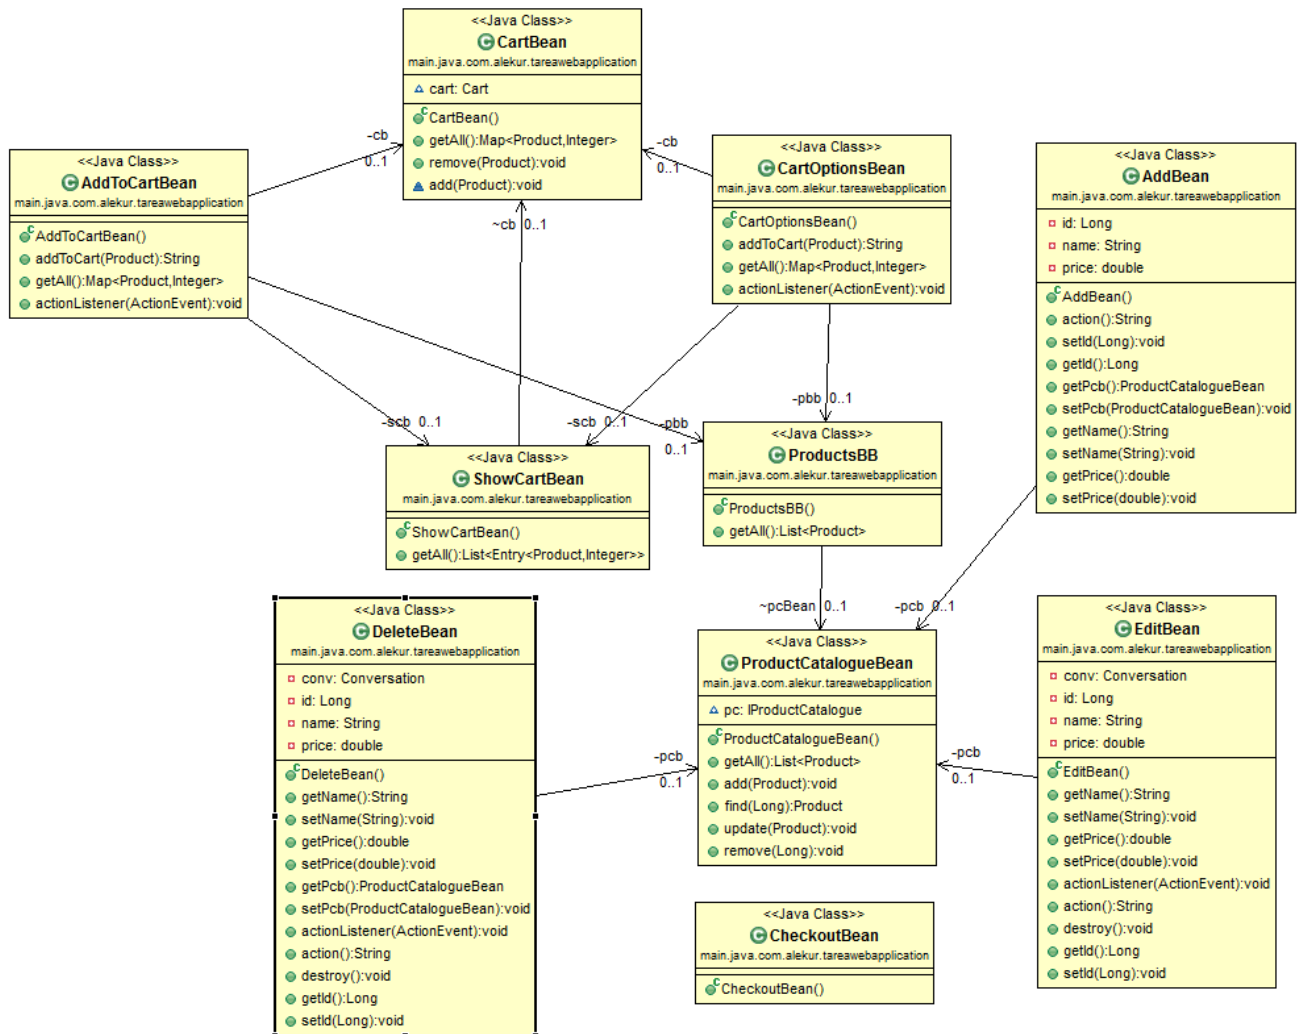 <<Java Class>>
CartBean
main.java.com.alekur.tareawebapplication
cart: Cart
CartBean()
getAll():Map<Product,Integer>
remove(Product):void
add(Product):void
-cb
0..1
-cb
0..1
~cb 0..1
<<Java Class>>
AddToCartBean
main.java.com.alekur.tareawebapplication
AddToCartBean()
addToCart(Product):String
getAll():Map<Product,Integer>
actionListener(ActionEvent):void
<<Java Class>>
CartOptionsBean
main.java.com.alekur.tareawebapplication
CartOptionsBean()
addToCart(Product):String
getAll():Map<Product,Integer>
actionListener(ActionEvent):void
<<Java Class>>
AddBean
main.java.com.alekur.tareawebapplication
id: Long
name: String
price: double
AddBean()
action():String
setId(Long):void
getId():Long
getPcb():ProductCatalogueBean
setPcb(ProductCatalogueBean):void
getName():String
setName(String):void
getPrice():double
setPrice(double):void
-scb 0..1
-scb 0..1
-pbb
0..1
-pbb 0..1
<<Java Class>>
ShowCartBean
main.java.com.alekur.tareawebapplication
ShowCartBean()
getAll():List<Entry<Product,Integer>>
<<Java Class>>
ProductsBB
main.java.com.alekur.tareawebapplication
ProductsBB()
getAll():List<Product>
~pcBean 0..1
-pcb 0..1
<<Java Class>>
DeleteBean
main.java.com.alekur.tareawebapplication
conv: Conversation
id: Long
name: String
price: double
DeleteBean()
getName():String
setName(String):void
getPrice():double
setPrice(double):void
getPcb():ProductCatalogueBean
setPcb(ProductCatalogueBean):void
actionListener(ActionEvent):void
action():String
destroy():void
getId():Long
setId(Long):void
-pcb
0..1
<<Java Class>>
ProductCatalogueBean
main.java.com.alekur.tareawebapplication
pc: IProductCatalogue
ProductCatalogueBean()
getAll():List<Product>
add(Product):void
find(Long):Product
update(Product):void
remove(Long):void
-pcb
0..1
<<Java Class>>
EditBean
main.java.com.alekur.tareawebapplication
conv: Conversation
id: Long
name: String
price: double
EditBean()
getName():String
setName(String):void
getPrice():double
setPrice(double):void
actionListener(ActionEvent):void
action():String
destroy():void
getId():Long
setId(Long):void
<<Java Class>>
CheckoutBean
main.java.com.alekur.tareawebapplication
CheckoutBean()